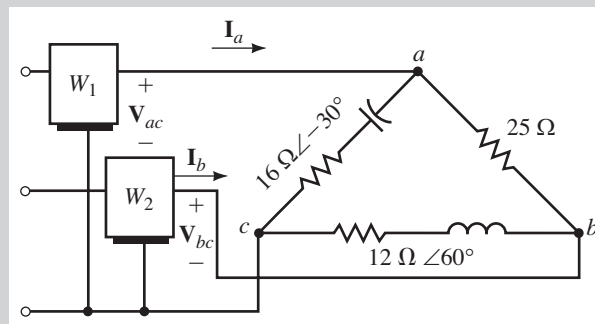 I_a
W_1
+
V_ac
−
a
25 Ω
16 Ω∠−30°
I_b
W_2
+
V_bc
−
c
b
12 Ω ∠60°